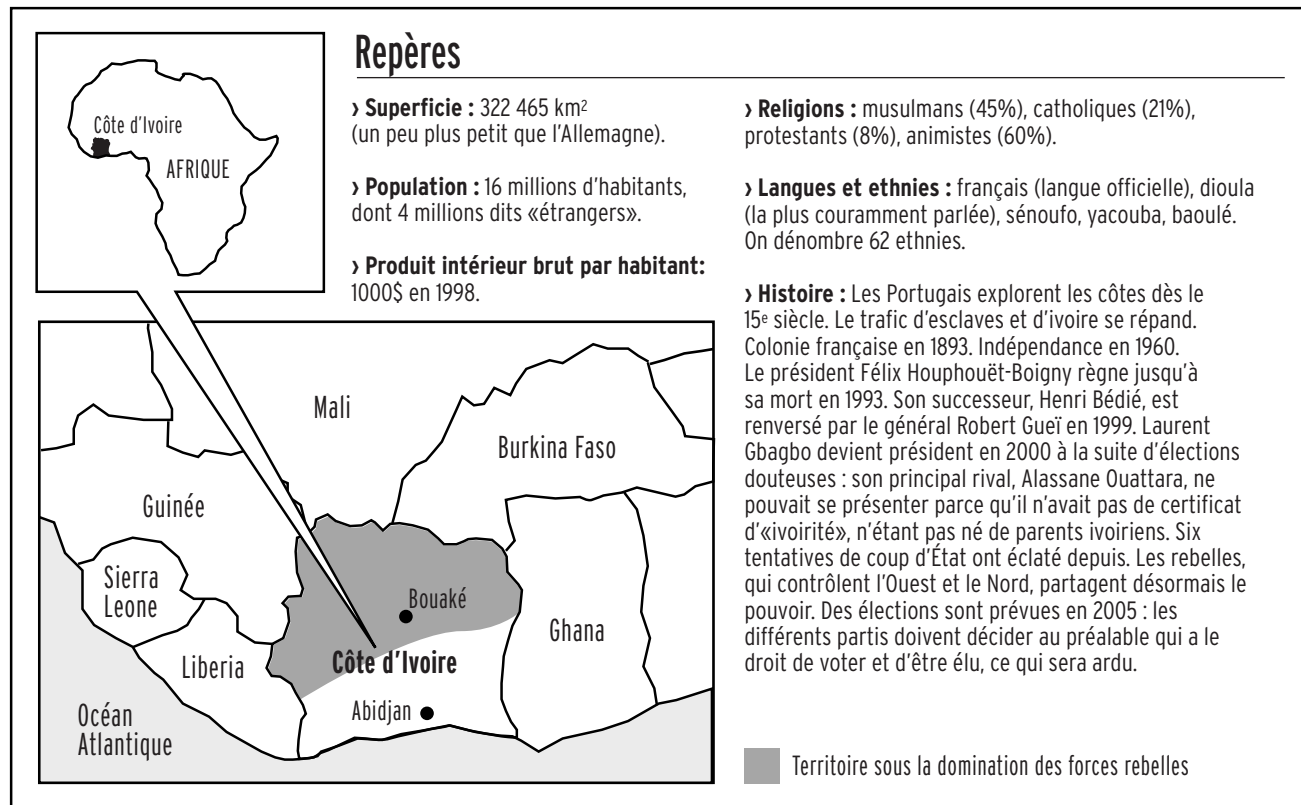 Repères
Côte d'Ivoire
AFRIQUE
› Superficie : 322 465 km²
(un peu plus petit que l'Allemagne).
› Population : 16 millions d'habitants,
dont 4 millions dits «étrangers».
› Produit intérieur brut par habitant:
1000$ en 1998.
› Religions : musulmans (45%), catholiques (21%),
protestants (8%), animistes (60%).
› Langues et ethnies : français (langue officielle), dioula
(la plus couramment parlée), sénoufo, yacouba, baoulé.
On dénombre 62 ethnies.
› Histoire : Les Portugais explorent les côtes dès le
15e siècle. Le trafic d'esclaves et d'ivoire se répand.
Colonie française en 1893. Indépendance en 1960.
Le président Félix Houphouët-Boigny règne jusqu'à
sa mort en 1993. Son successeur, Henri Bédié, est
renversé par le général Robert Gueï en 1999. Laurent
Gbagbo devient président en 2000 à la suite d'élections
douteuses : son principal rival, Alassane Ouattara, ne
pouvait se présenter parce qu'il n'avait pas de certificat
d'«ivoirité», n'étant pas né de parents ivoiriens. Six
tentatives de coup d'État ont éclaté depuis. Les rebelles,
qui contrôlent l'Ouest et le Nord, partagent désormais le
pouvoir. Des élections sont prévues en 2005 : les
différents partis doivent décider au préalable qui a le
droit de voter et d'être élu, ce qui sera ardu.
Mali
Burkina Faso
Guinée
Sierra
Leone
Bouaké
Ghana
Liberia
Côte d'Ivoire
Abidjan
Océan
Atlantique
Territoire sous la domination des forces rebelles